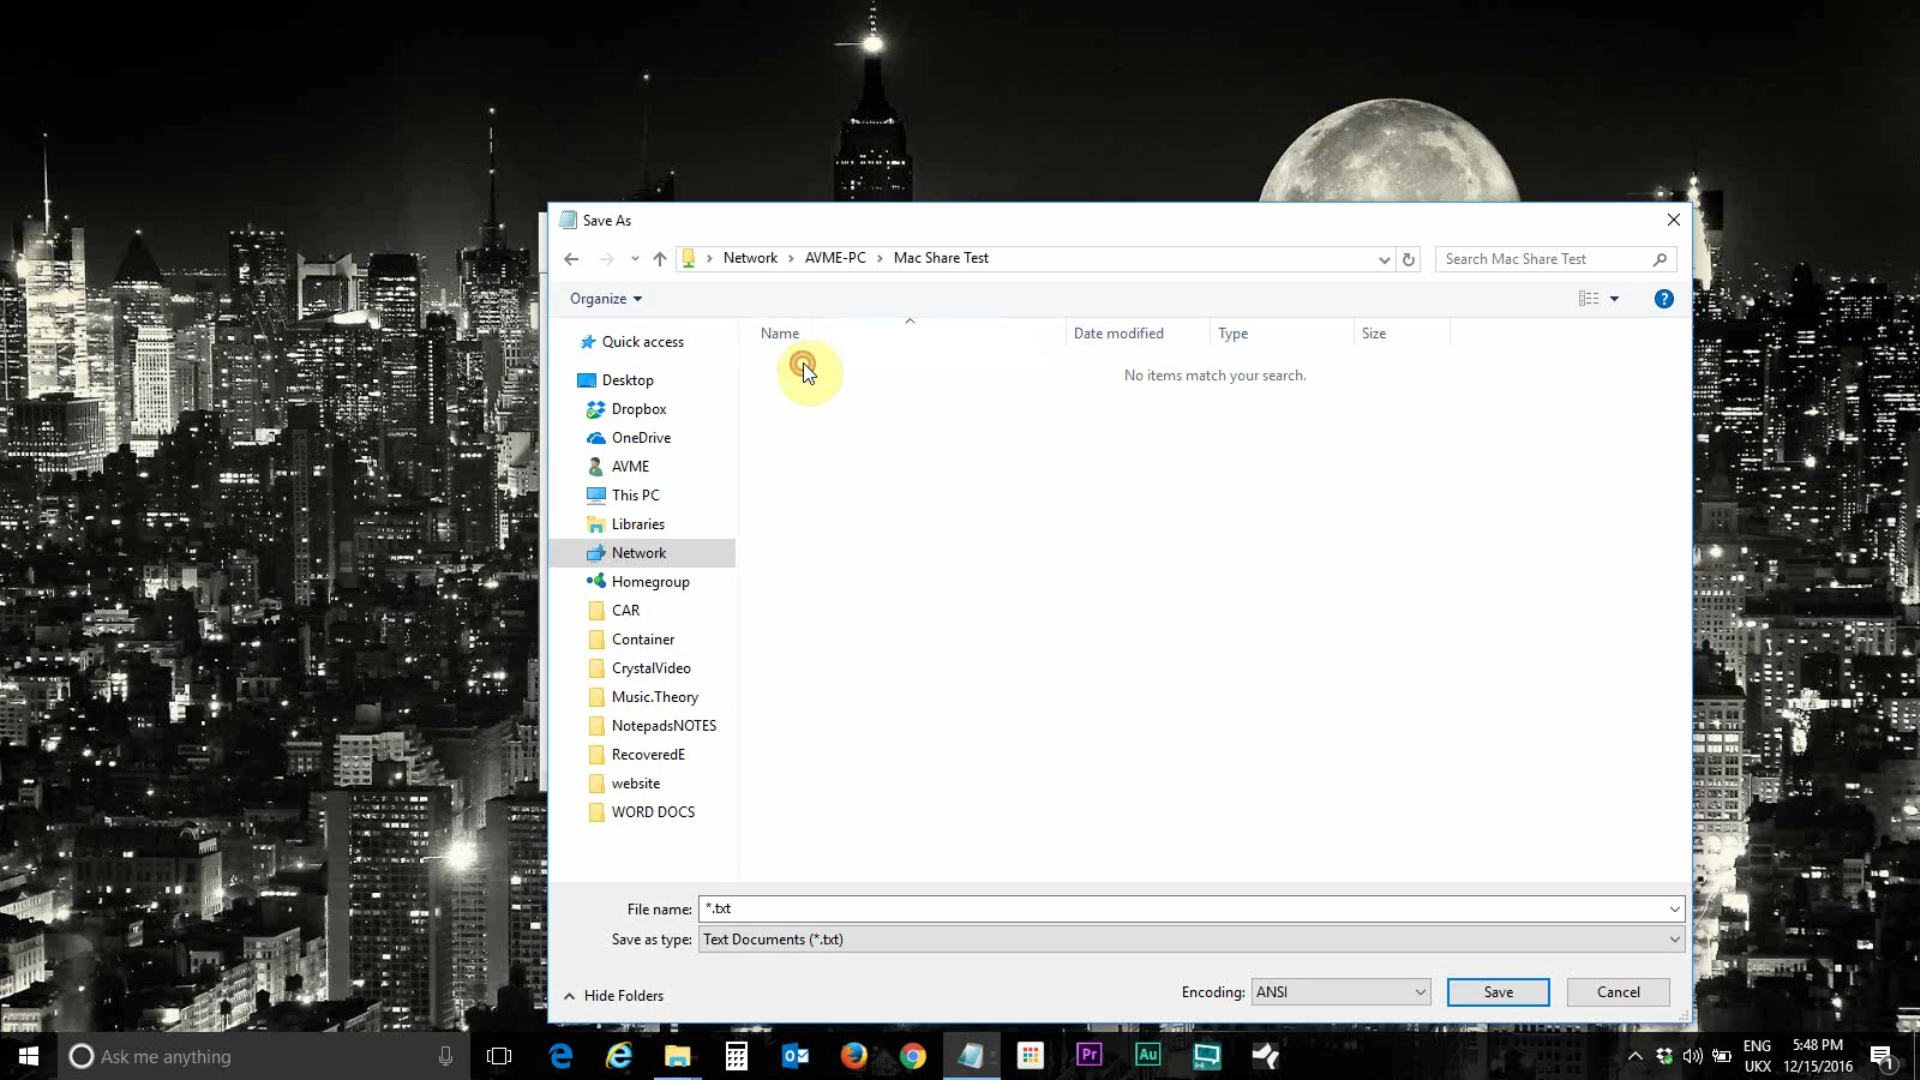 Save As
Network
AVME-PC
Mac Share Test
Search Mac Share Test
Organize
?
Name
Date modified
Type
Size
No items match your search.
Quick access
Desktop
Dropbox
OneDrive
AVME
This PC
Libraries
Network
Homegroup
CAR
Container
CrystalVideo
Music.Theory
NotepadsNOTES
RecoveredE
website
WORD DOCS
File name: *.txt
Save as type: Text Documents (*.txt)
Hide Folders
Encoding: ANSI
Save
Cancel
Ask me anything
Pr
Au
ENG
UKX
5:48 PM
12/15/2016
1